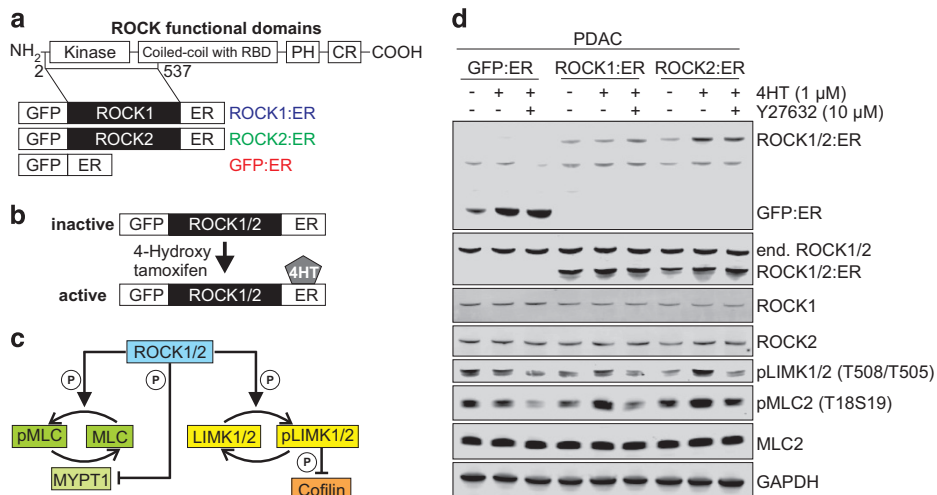 a
ROCK functional domains
NH2 Kinase Coiled-coil with RBD PH CR COOH
2 537
GFP ROCK1 ER ROCK1:ER
GFP ROCK2 ER ROCK2:ER
GFP ER GFP:ER
b
inactive GFP ROCK1/2 ER
4-Hydroxy
tamoxifen
4HT
active GFP ROCK1/2 ER
c
ROCK1/2
P P P
pMLC MLC LIMK1/2 pLIMK1/2
MYPT1
P
Cofilin
d
PDAC
GFP:ER ROCK1:ER ROCK2:ER
- + + - + + - + + 4HT (1 µM)
+ + + Y27632 (10 µM)
ROCK1/2:ER
GFP:ER
end. ROCK1/2
ROCK1/2:ER
ROCK1
ROCK2
pLIMK1/2 (T508/T505)
pMLC2 (T18S19)
MLC2
GAPDH